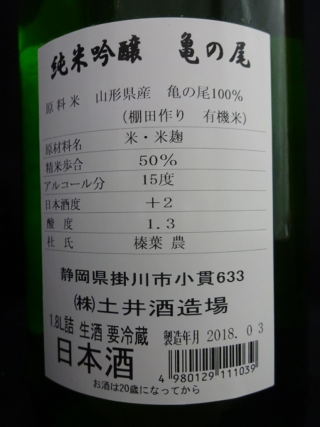 純米吟醸　亀の尾
原料米　山形県産　亀の尾100%
（棚田作り　有機米）
原材料名　米・米麹
精米歩合　50%
アルコール分　15度
日本酒度　＋2
酸　度　1.3
杜　氏　榛葉 農
静岡県掛川市小貫633
㈱土井酒造場
1.8L詰　生酒　要冷蔵　製造年月 2018. 03
日本酒
お酒は20歳になってから
4 980129 111039